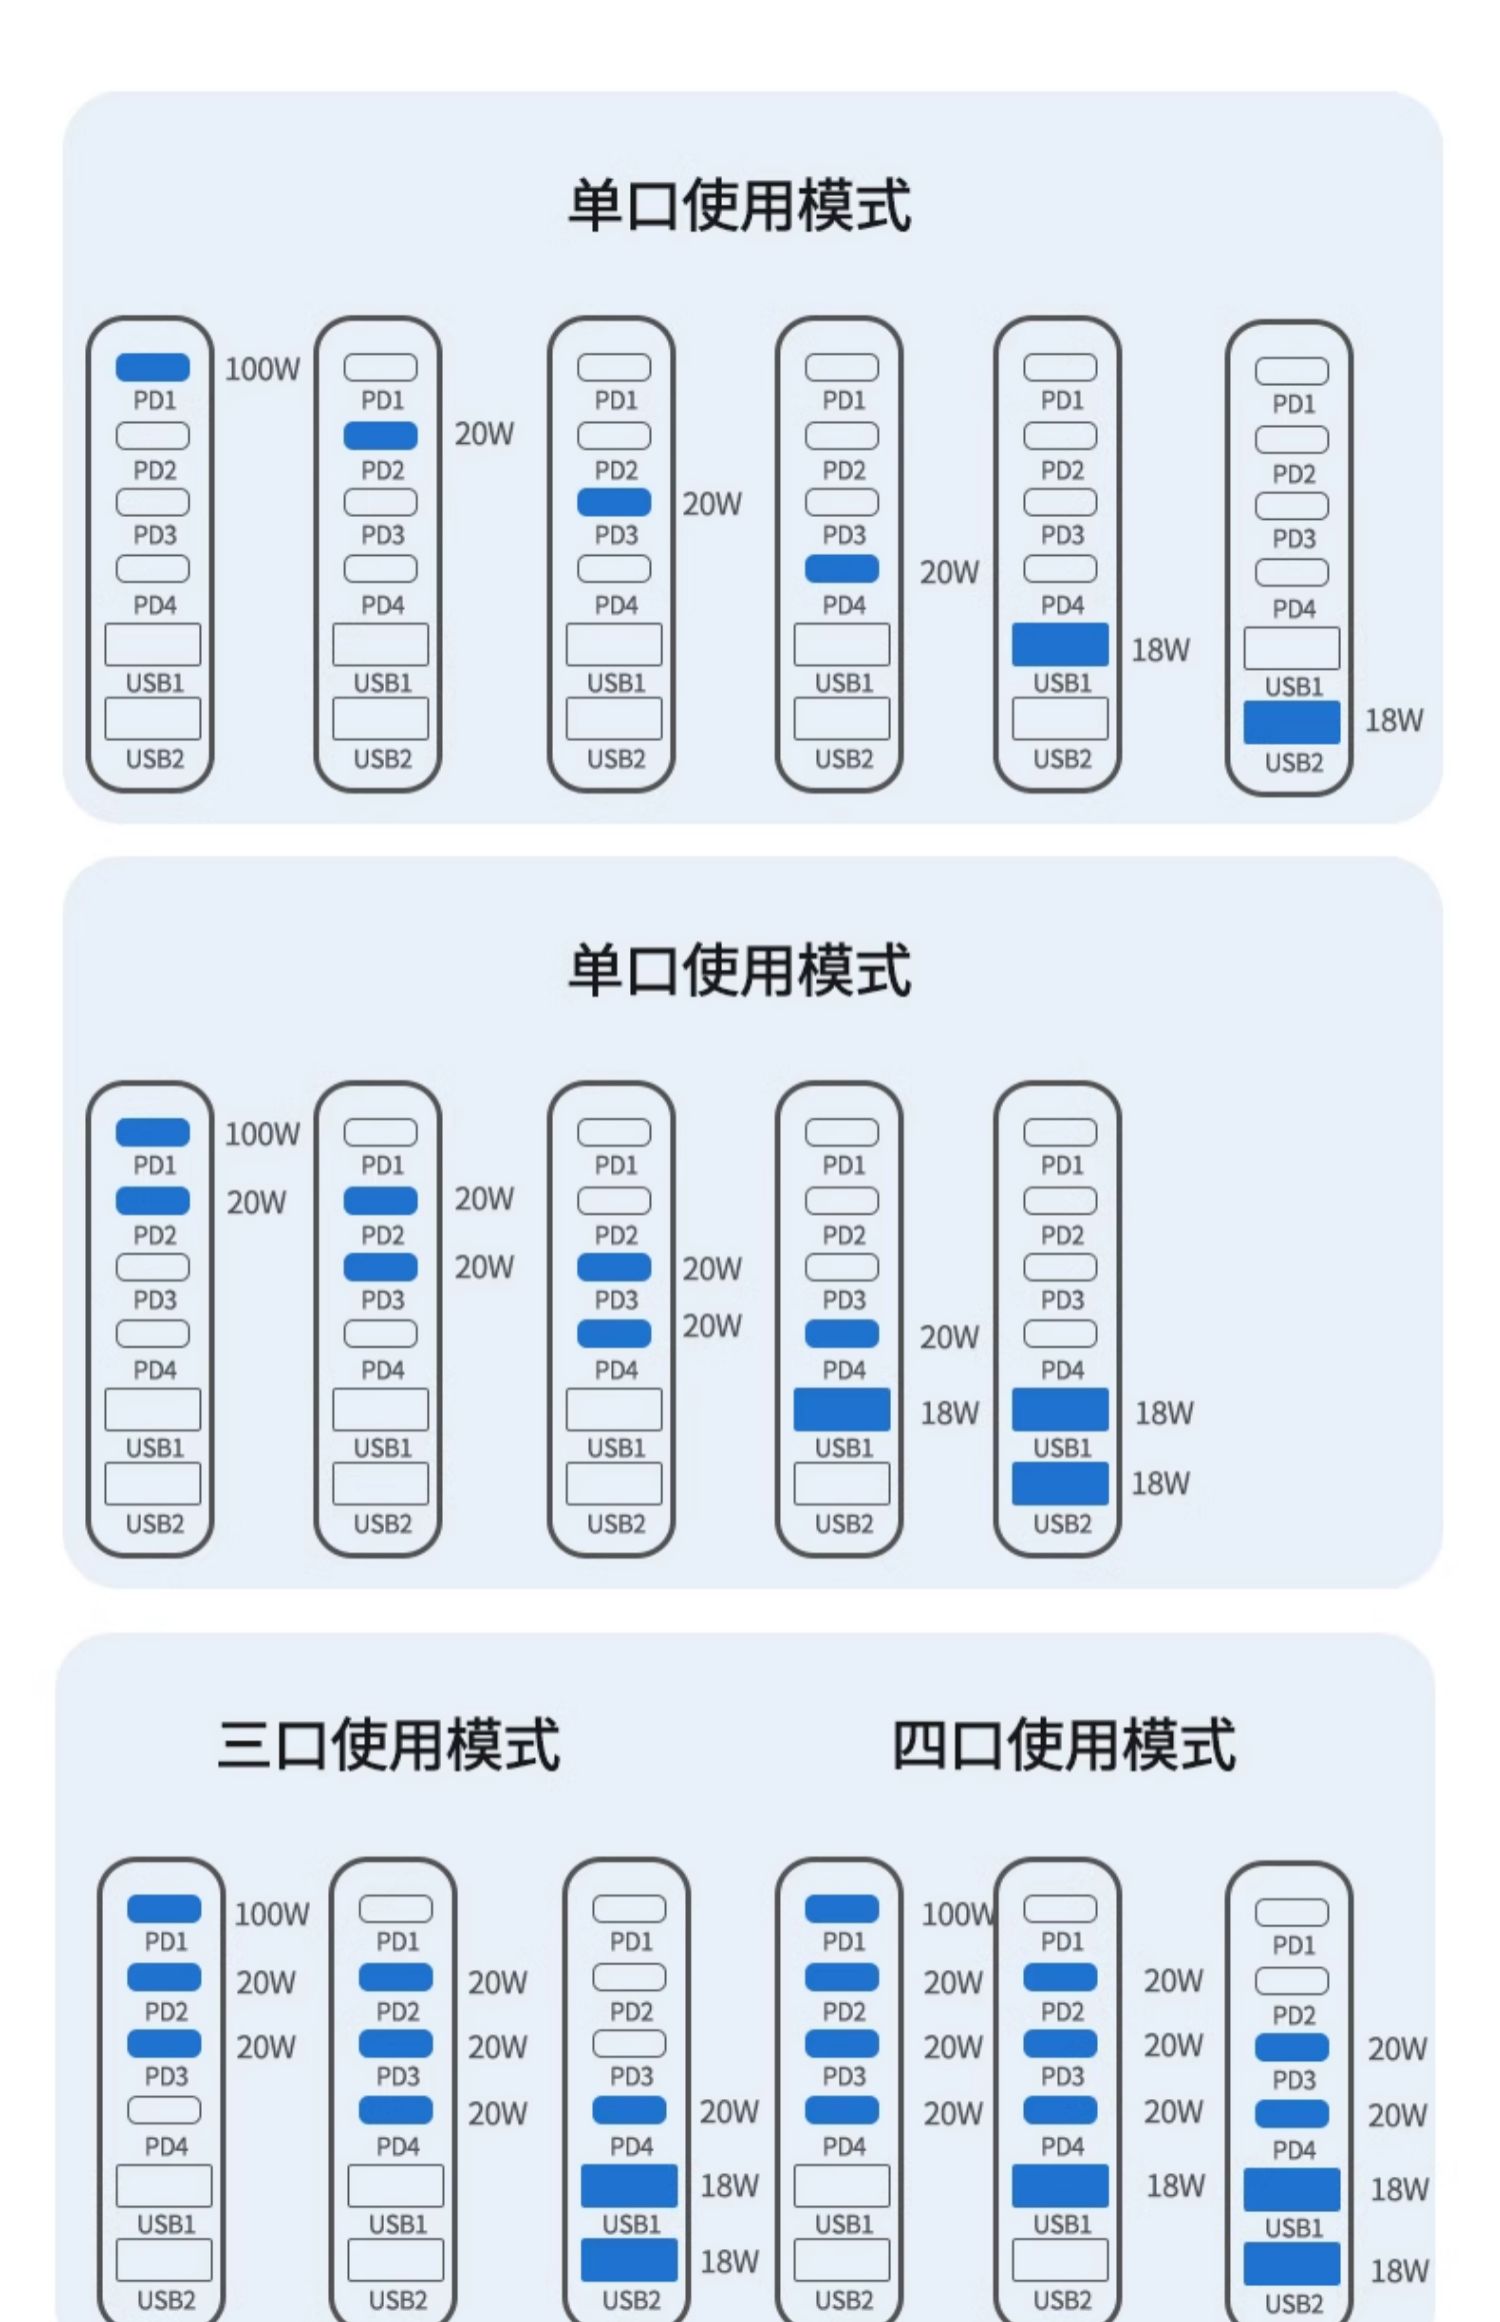 单口使用模式
100W
PD1 PD1 PD1 PD1 PD1 PD1
20W
PD2 PD2 PD2 PD2 PD2 PD2
20W
PD3 PD3 PD3 PD3 PD3 PD3
20W
PD4 PD4 PD4 PD4 PD4 PD4
18W
USB1 USB1 USB1 USB1 USB1 USB1
18W
USB2 USB2 USB2 USB2 USB2 USB2
单口使用模式
100W
PD1 PD1 PD1 PD1 PD1
20W 20W
PD2 PD2 PD2 PD2 PD2
20W 20W
PD3 PD3 PD3 PD3 PD3
20W 20W
PD4 PD4 PD4 PD4 PD4
18W 18W
USB1 USB1 USB1 USB1 USB1
18W
USB2 USB2 USB2 USB2 USB2
三口使用模式 四口使用模式
100W 100W
PD1 PD1 PD1 PD1 PD1 PD1
20W 20W 20W 20W
PD2 PD2 PD2 PD2 PD2 PD2
20W 20W 20W 20W 20W
PD3 PD3 PD3 PD3 PD3 PD3
20W 20W 20W 20W 20W
PD4 PD4 PD4 PD4 PD4 PD4
18W 18W 18W
USB1 USB1 USB1 USB1 USB1 USB1
18W 18W
USB2 USB2 USB2 USB2 USB2 USB2